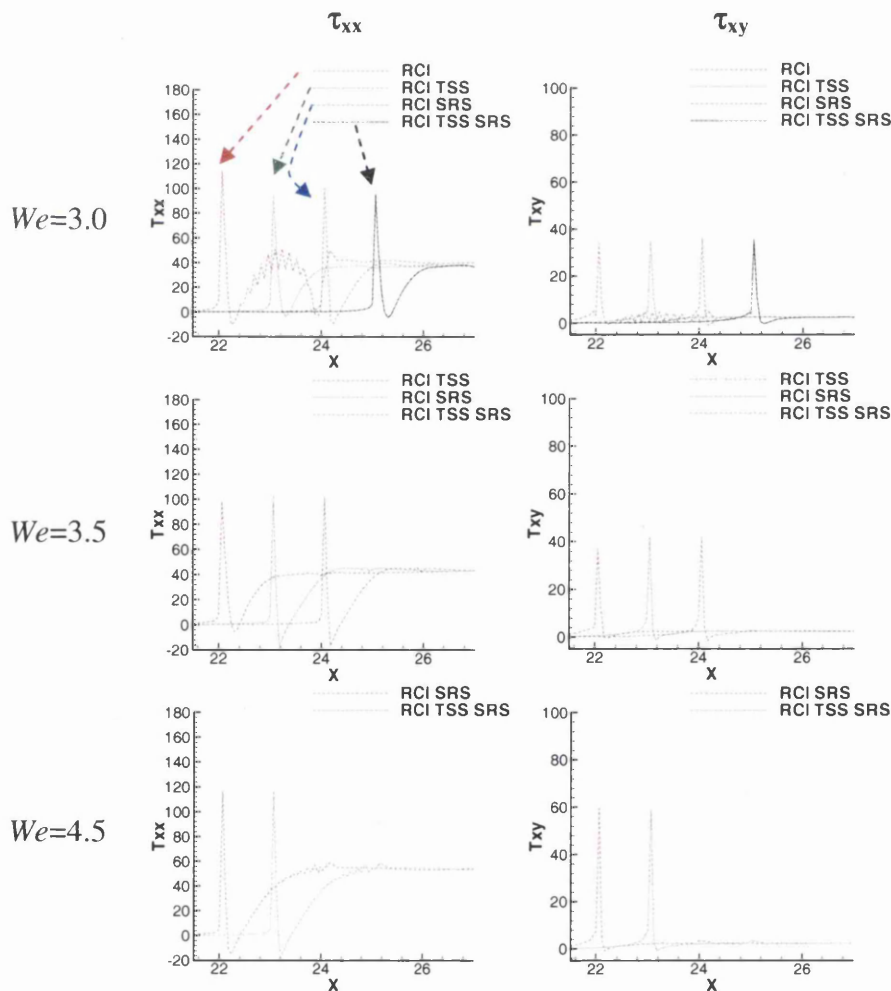 τxx
τxy
We=3.0
RCI
RCI TSS
RCI SRS
RCI TSS SRS
Txx
180
160
140
120
100
80
60
40
20
0
-20
22
24
26
X
RCI
RCI TSS
RCI SRS
RCI TSS SRS
Txy
100
80
60
40
20
0
22
24
26
X
We=3.5
RCI TSS
RCI SRS
RCI TSS SRS
Txx
180
160
140
120
100
80
60
40
20
0
-20
22
24
26
X
RCI TSS
RCI SRS
RCI TSS SRS
Txy
100
80
60
40
20
0
22
24
26
X
We=4.5
RCI SRS
RCI TSS SRS
Txx
180
160
140
120
100
80
60
40
20
0
-20
22
24
26
X
RCI SRS
RCI TSS SRS
Txy
100
80
60
40
20
0
22
24
26
X